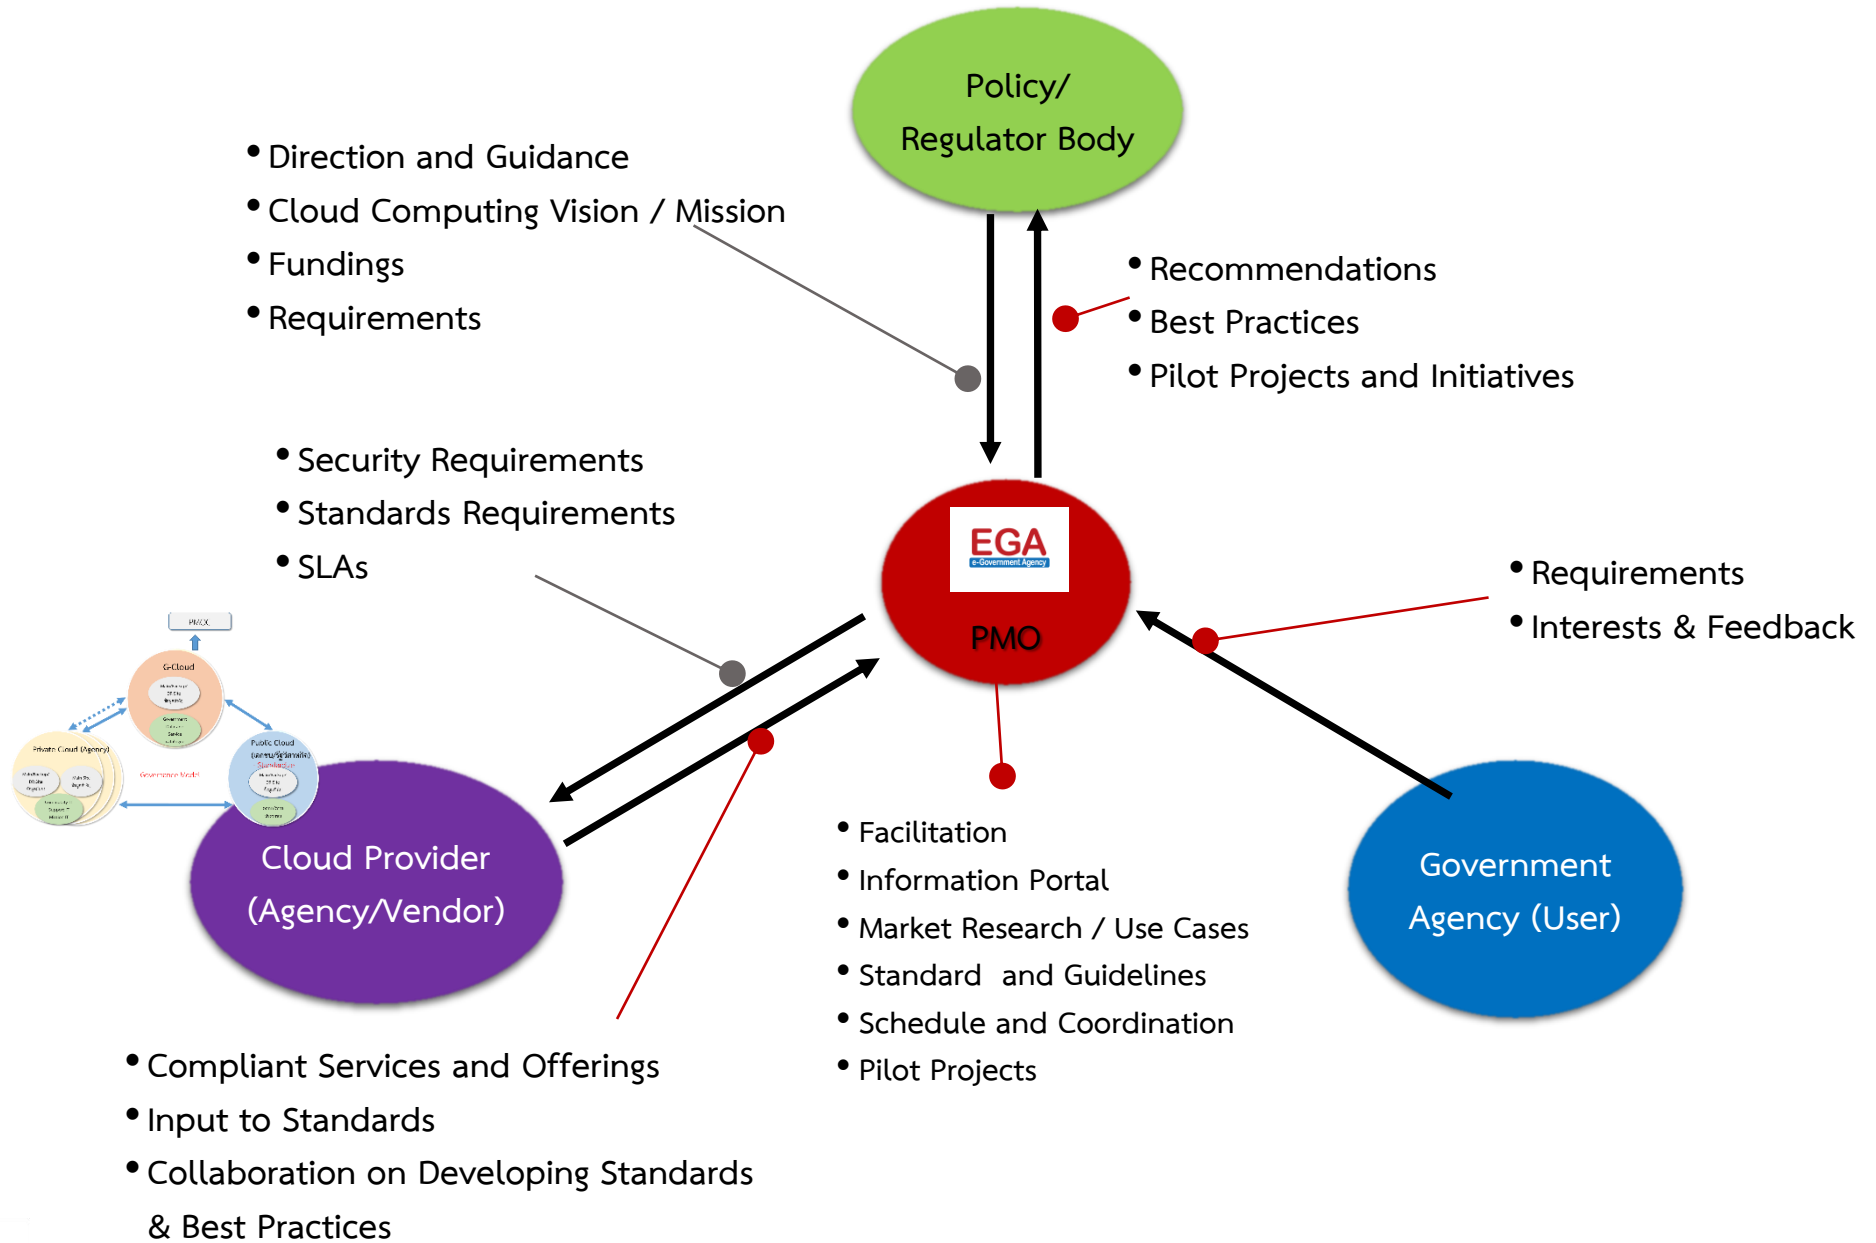 Policy/
Regulator Body
• Direction and Guidance
• Cloud Computing Vision / Mission
• Fundings
• Requirements
• Recommendations
• Best Practices
• Pilot Projects and Initiatives
• Security Requirements
• Standards Requirements
• SLAs
EGA
e-Government Agency
PMO
• Requirements
• Interests & Feedback
G-Cloud
Government
Service
Private Cloud (Agency)
Public Cloud
Governance Model
Cloud Provider
(Agency/Vendor)
• Facilitation
• Information Portal
• Market Research / Use Cases
• Standard and Guidelines
• Schedule and Coordination
• Pilot Projects
Government
Agency (User)
• Compliant Services and Offerings
• Input to Standards
• Collaboration on Developing Standards
& Best Practices